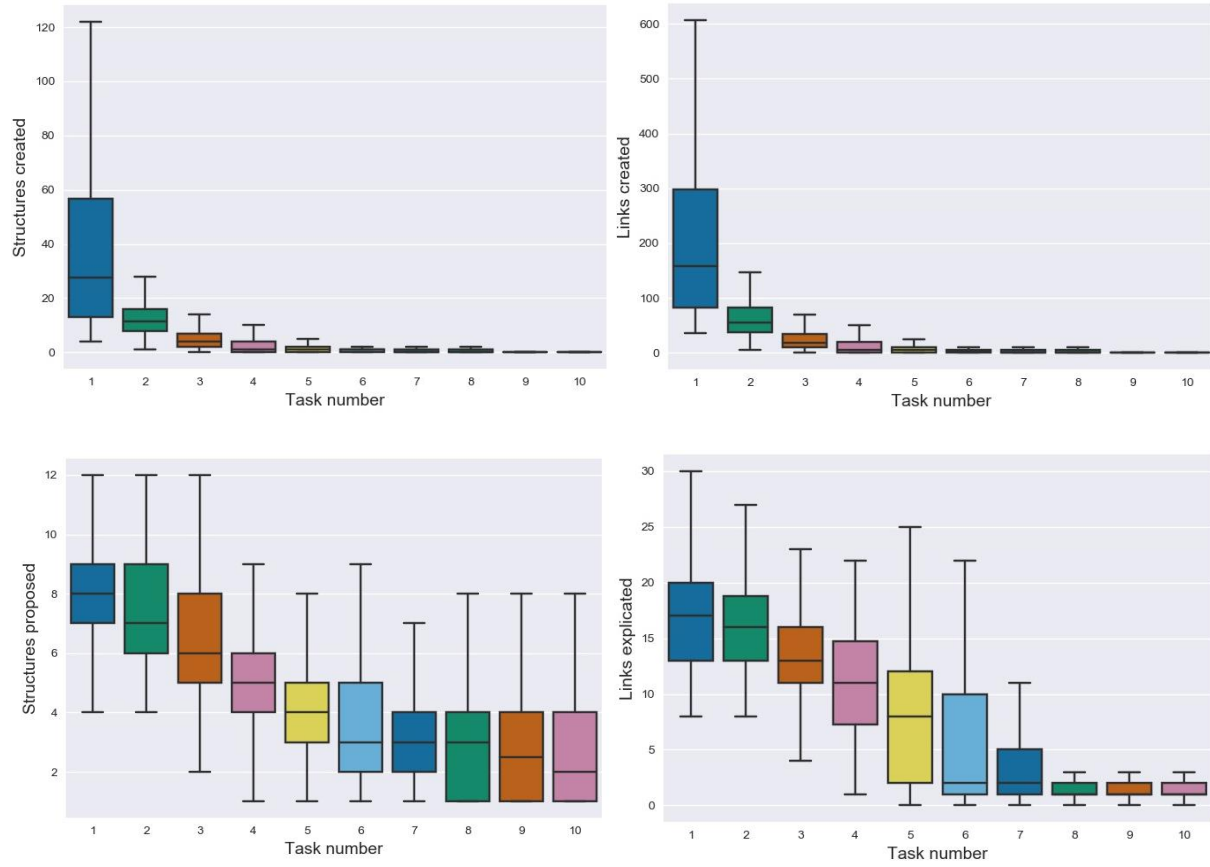 Structures created
120
100
80
60
40
20
0
1 2 3 4 5 6 7 8 9 10
Task number
Links created
600
500
400
300
200
100
0
1 2 3 4 5 6 7 8 9 10
Task number
Structures proposed
12
10
8
6
4
2
1 2 3 4 5 6 7 8 9 10
Task number
Links explicated
30
25
20
15
10
5
0
1 2 3 4 5 6 7 8 9 10
Task number